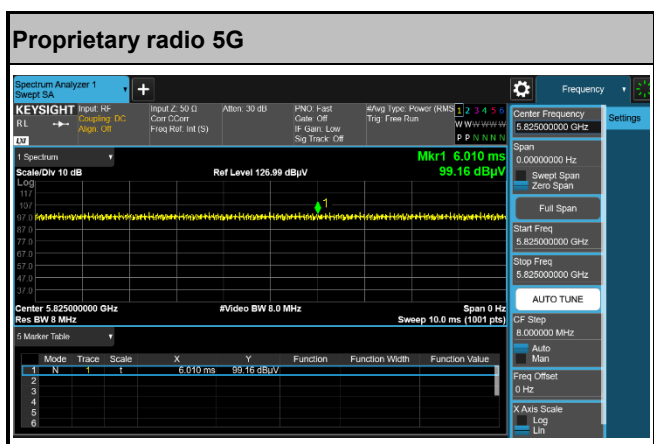 Proprietary radio 5G
Spectrum Analyzer 1
Swept SA
+
Frequency
KEYSIGHT
RL
LXI
Input: RF
Coupling: DC
Align: Off
Input Z: 50 Ω
Corr CCorr
Freq Ref: Int (S)
Atten: 30 dB
PNO: Fast
Gate: Off
IF Gain: Low
Sig Track: Off
#Avg Type: Power (RMS
Trig: Free Run
1 2 3 4 5 6
W W W W W W
P P N N N N
Center Frequency
5.825000000 GHz
Settings
Span
0.00000000 Hz
Swept Span
Zero Span
Full Span
Start Freq
5.825000000 GHz
Stop Freq
5.825000000 GHz
AUTO TUNE
CF Step
8.000000 MHz
Auto
Man
Freq Offset
0 Hz
X Axis Scale
Log
Lin
1 Spectrum
Scale/Div 10 dB
Ref Level 126.99 dBµV
Mkr1 6.010 ms
99.16 dBµV
Log
117
107
97.0
87.0
77.0
67.0
57.0
47.0
37.0
1
Center 5.825000000 GHz
#Video BW 8.0 MHz
Span 0 Hz
Res BW 8 MHz
Sweep 10.0 ms (1001 pts)
5 Marker Table
Mode Trace Scale X Y Function Function Width Function Value
1 N 1 t 6.010 ms 99.16 dBµV
2
3
4
5
6